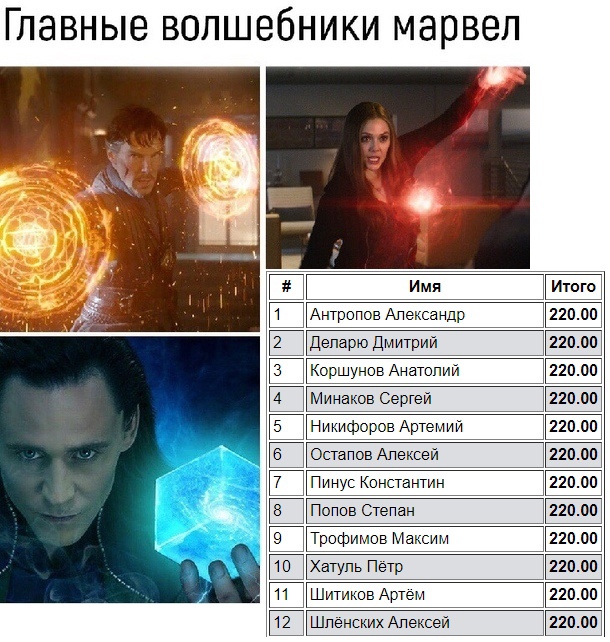 Главные волшебники марвел
# Имя Итого
1 Антропов Александр 220.00
2 Деларю Дмитрий 220.00
3 Коршунов Анатолий 220.00
4 Минаков Сергей 220.00
5 Никифоров Артемий 220.00
6 Остапов Алексей 220.00
7 Пинус Константин 220.00
8 Попов Степан 220.00
9 Трофимов Максим 220.00
10 Хатуль Пётр 220.00
11 Шитиков Артём 220.00
12 Шлёнских Алексей 220.00